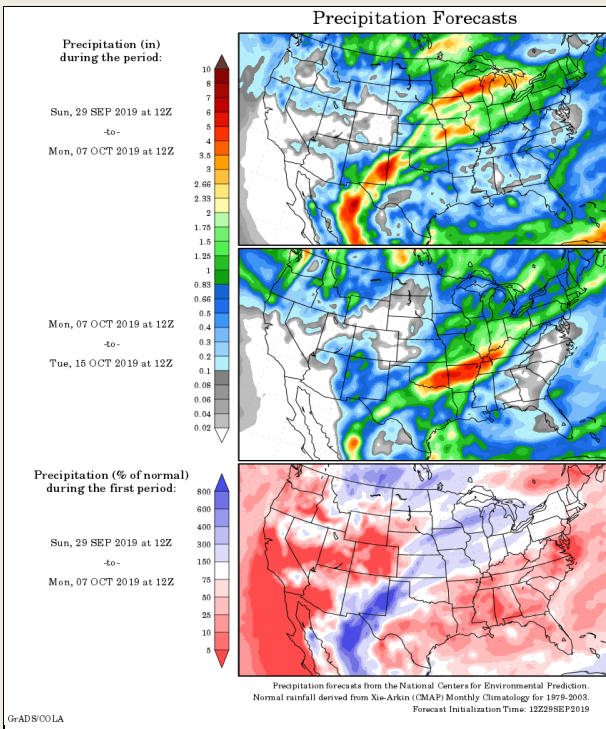 Precipitation Forecasts
Precipitation (in)
during the period:
Sun, 29 SEP 2019 at 12Z
-to-
Mon, 07 OCT 2019 at 12Z
10
8
7
6
5
4
3.5
3
2.66
2.33
2
1.75
1.5
1.25
1
0.83
0.66
0.5
0.4
0.3
0.2
0.1
0.08
0.06
0.04
0.02
Mon, 07 OCT 2019 at 12Z
-to-
Tue, 15 OCT 2019 at 12Z
Precipitation (% of normal)
during the first period:
Sun, 29 SEP 2019 at 12Z
-to-
Mon, 07 OCT 2019 at 12Z
800
600
400
300
150
75
50
25
10
5
Precipitation forecasts from the National Centers for Environmental Prediction.
Normal rainfall derived from Xie-Arkin (CMAP) Monthly Climatology for 1979-2003.
Forecast Initialization Time: 12Z29SEP2019
GrADS/COLA